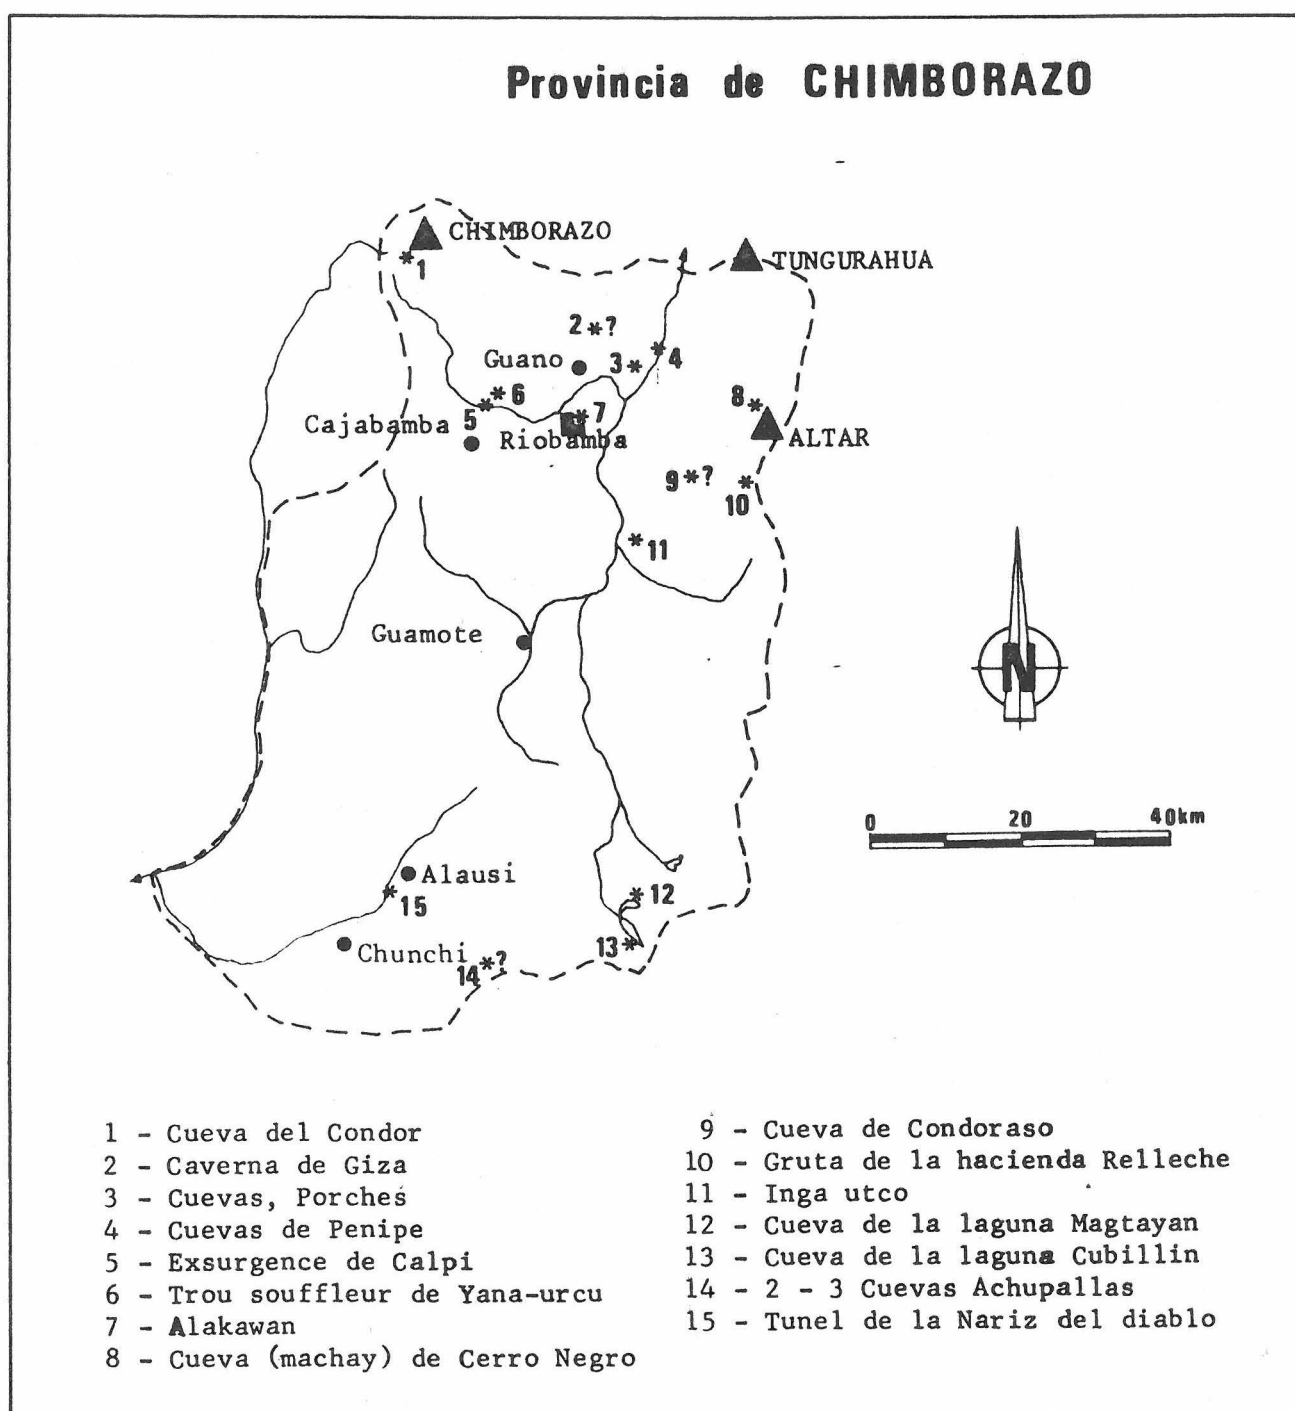 Provincia de CHIMBORAZO
CHIMBORAZO
TUNGURAHUA
1
2 *?
Guano
3 *
* 4
* 6
5
8 *
Cajabamba
* 7
Riobamba
ALTAR
9 *?
10
* 11
Guamote
N
0 20 40km
Alausi
* 12
15
13 *
Chunchi
14 *?
1 - Cueva del Condor
2 - Caverna de Giza
3 - Cuevas, Porches
4 - Cuevas de Penipe
5 - Exsurgence de Calpi
6 - Trou souffleur de Yana-urcu
7 - Alakawan
8 - Cueva (machay) de Cerro Negro
9 - Cueva de Condoraso
10 - Gruta de la hacienda Relleche
11 - Inga utco
12 - Cueva de la laguna Magtayan
13 - Cueva de la laguna Cubillin
14 - 2 - 3 Cuevas Achupallas
15 - Tunel de la Nariz del diablo